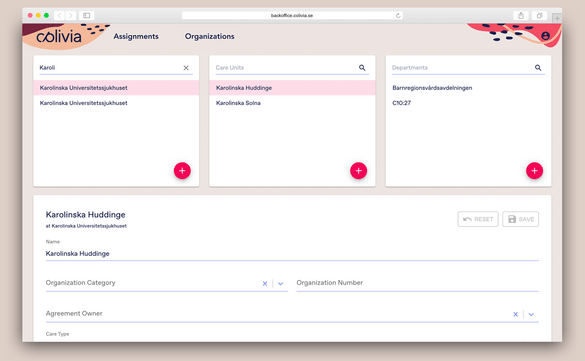 backoffice.colivia.se
colivia
Assignments
Organizations
Karoli
Care Units
Departments
Karolinska Universitetssjukhuset
Karolinska Universitetssjukhuset
Karolinska Huddinge
Karolinska Solna
Barnregionsvårdsavdelningen
C10:27
Karolinska Huddinge
at Karolinska Universitetssjukhuset
RESET
SAVE
Name
Karolinska Huddinge
Organization Category
Organization Number
Agreement Owner
Care Type